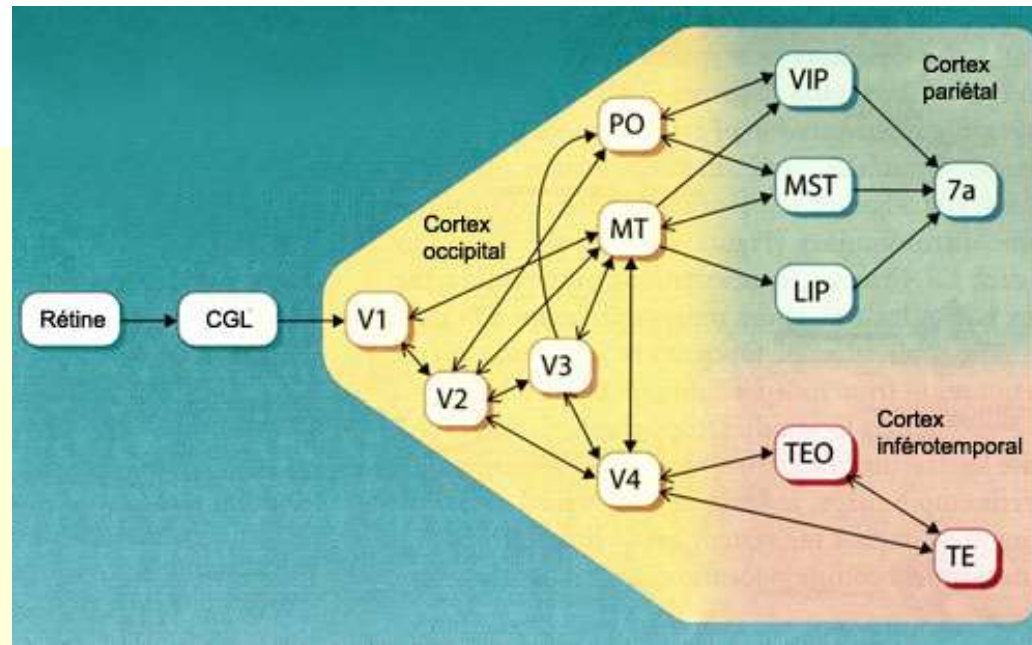 VIP
Cortex
pariétal
PO
MST
7a
Cortex
occipital
MT
LIP
Rétine
CGL
V1
V3
V2
Cortex
inférotemporal
TEO
V4
TE